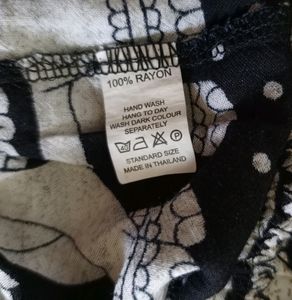 100% RAYON
HAND WASH
HANG TO DAY
WASH DARK COLOUR
SEPARATELY
STANDARD SIZE
MADE IN THAILAND